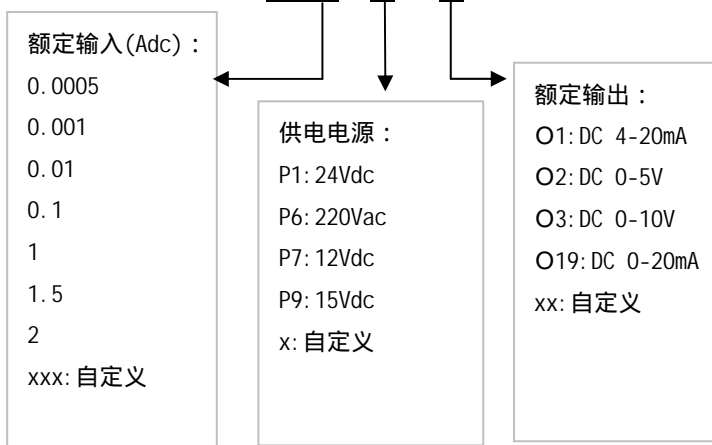 额定输入(Adc)：
0.0005
0.001
0.01
0.1
1
1.5
2
xxx:自定义
供电电源：
P1:24Vdc
P6:220Vac
P7:12Vdc
P9:15Vdc
x:自定义
额定输出：
O1:DC 4-20mA
O2:DC 0-5V
O3:DC 0-10V
O19:DC 0-20mA
xx:自定义